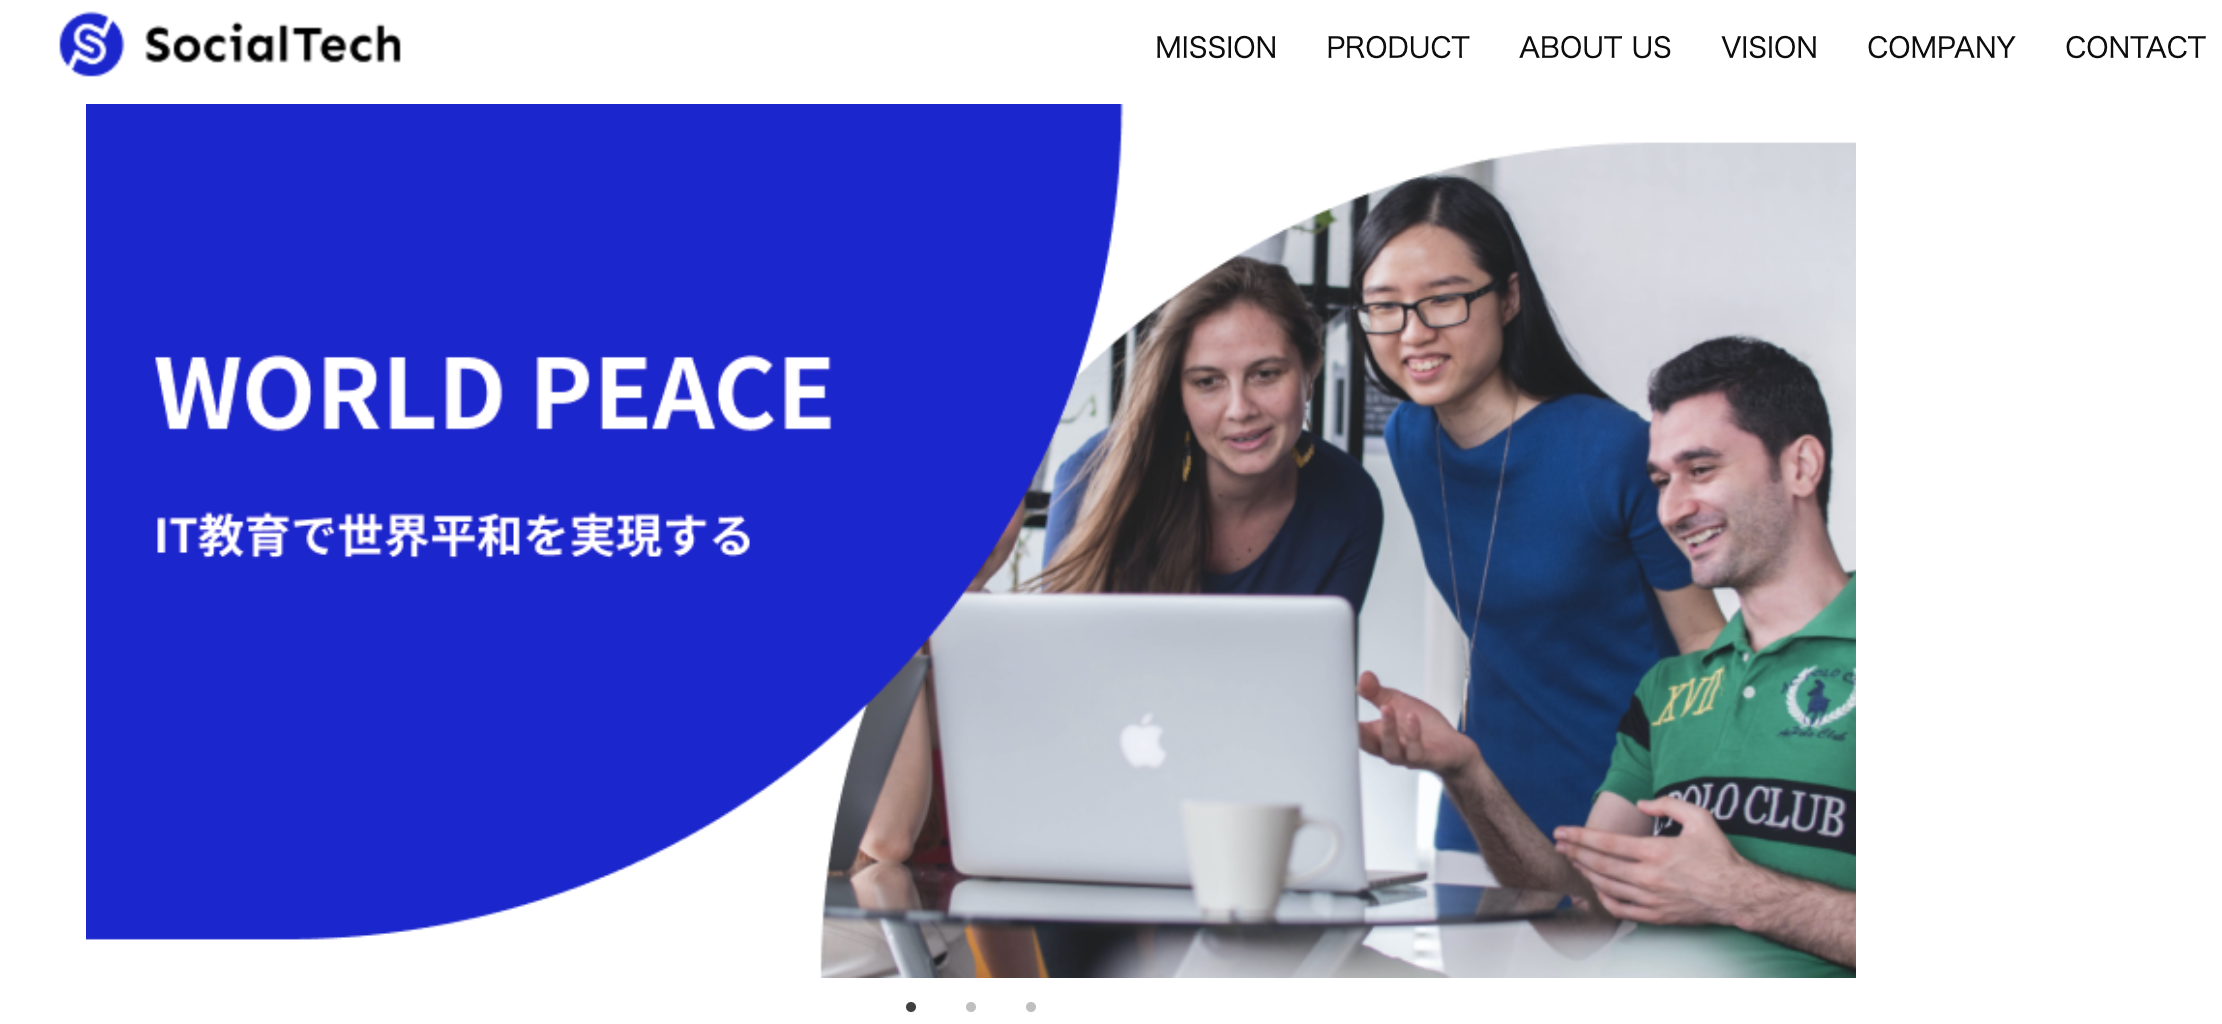 SocialTech
MISSION PRODUCT ABOUT US VISION COMPANY CONTACT
WORLD PEACE
IT教育で世界平和を実現する
XVII
POLO CLUB